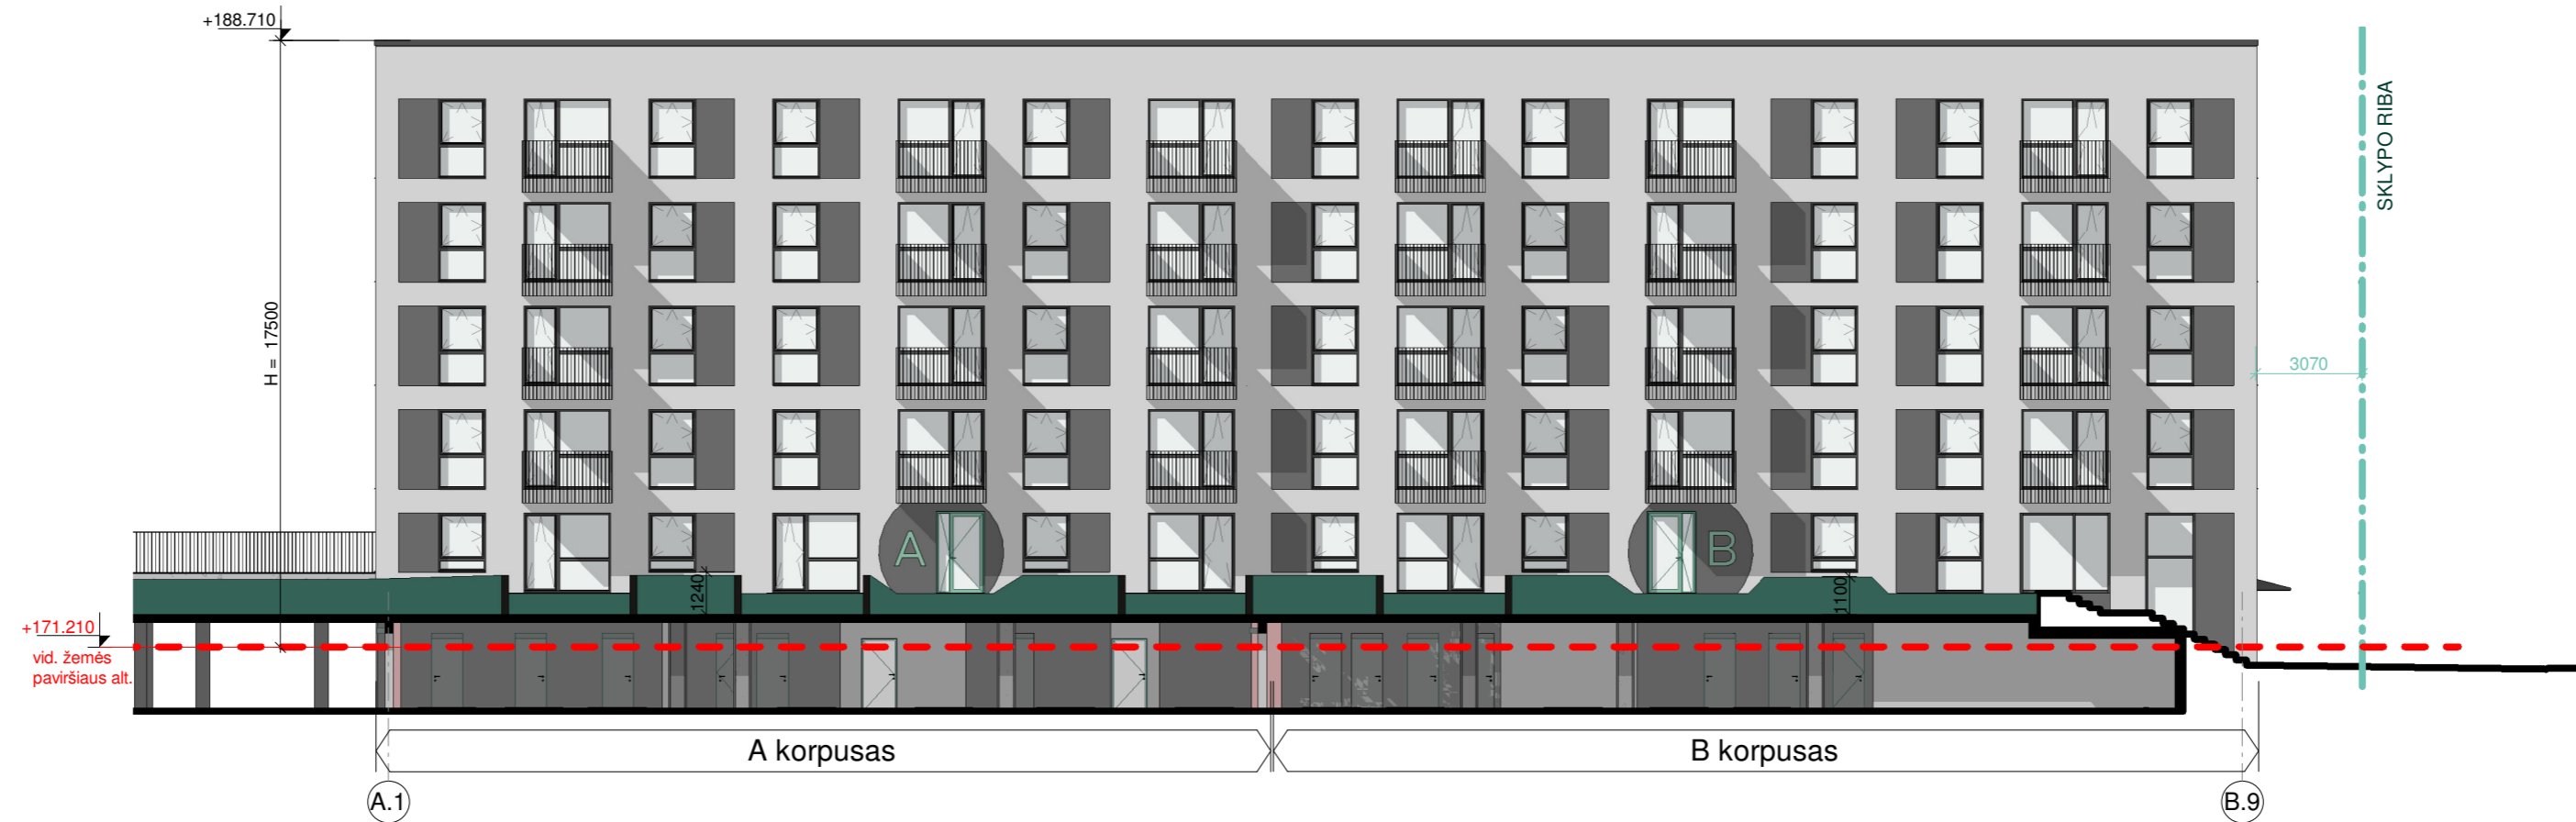 +188.710
SKLYPO RIBA
H = 17500
3070
A
B
1240
1100
+171.210
vid. žemės
paviršiaus alt.
A korpusas
B korpusas
A.1
B.9